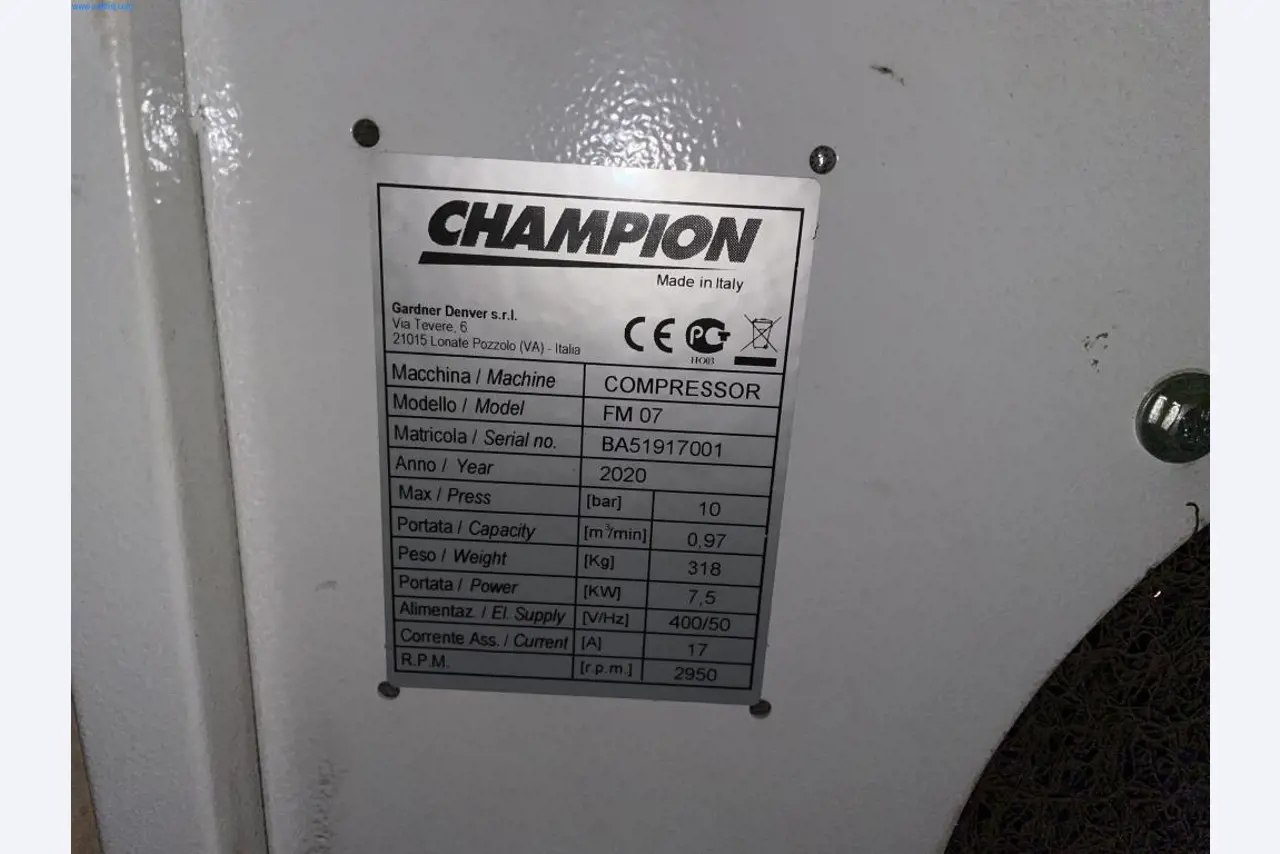 CHAMPION
Made in Italy
Gardner Denver s.r.l.
Via Tevere, 6
21015 Lonate Pozzolo (VA) - Italia
CE PCT
Macchina / Machine COMPRESSOR
Modello / Model FM 07
Matricola / Serial no. BA51917001
Anno / Year 2020
Max / Press [bar] 10
Portata / Capacity [m³/min] 0,97
Peso / Weight [Kg] 318
Portata / Power [KW] 7,5
Alimentaz. / El. Supply [V/Hz] 400/50
Corrente Ass. / Current [A] 17
R.P.M. [r.p.m.] 2950